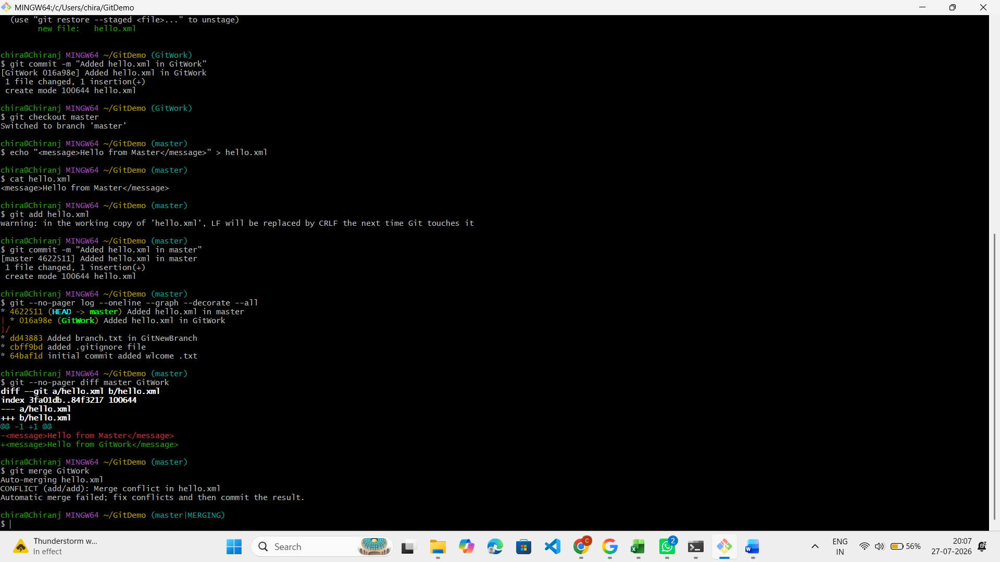 MINGW64:/c/Users/chira/GitDemo
(use "git restore --staged <file>..." to unstage)
new file:   hello.xml
chira@Chiranj MINGW64 ~/GitDemo (GitWork)
$ git commit -m "Added hello.xml in GitWork"
[GitWork 016a98e] Added hello.xml in GitWork
1 file changed, 1 insertion(+)
create mode 100644 hello.xml
chira@Chiranj MINGW64 ~/GitDemo (GitWork)
$ git checkout master
Switched to branch 'master'
chira@Chiranj MINGW64 ~/GitDemo (master)
$ echo "<message>Hello from Master</message>" > hello.xml
chira@Chiranj MINGW64 ~/GitDemo (master)
$ cat hello.xml
<message>Hello from Master</message>
chira@Chiranj MINGW64 ~/GitDemo (master)
$ git add hello.xml
warning: in the working copy of 'hello.xml', LF will be replaced by CRLF the next time Git touches it
chira@Chiranj MINGW64 ~/GitDemo (master)
$ git commit -m "Added hello.xml in master"
[master 4622511] Added hello.xml in master
1 file changed, 1 insertion(+)
create mode 100644 hello.xml
chira@Chiranj MINGW64 ~/GitDemo (master)
$ git --no-pager log --oneline --graph --decorate --all
* 4622511 (HEAD -> master) Added hello.xml in master
| * 016a98e (GitWork) Added hello.xml in GitWork
|/
* dd43883 Added branch.txt in GitNewBranch
* cbff9bd added .gitignore file
* 64baf1d initial commit added wlcome .txt
chira@Chiranj MINGW64 ~/GitDemo (master)
$ git --no-pager diff master GitWork
diff --git a/hello.xml b/hello.xml
index 3fa01db..84f3217 100644
--- a/hello.xml
+++ b/hello.xml
@@ -1 +1 @@
-<message>Hello from Master</message>
+<message>Hello from GitWork</message>
chira@Chiranj MINGW64 ~/GitDemo (master)
$ git merge GitWork
Auto-merging hello.xml
CONFLICT (add/add): Merge conflict in hello.xml
Automatic merge failed; fix conflicts and then commit the result.
chira@Chiranj MINGW64 ~/GitDemo (master|MERGING)
$
Thunderstorm w...
In effect
Search
C
2
ENG
IN
56%
20:07
27-07-2026